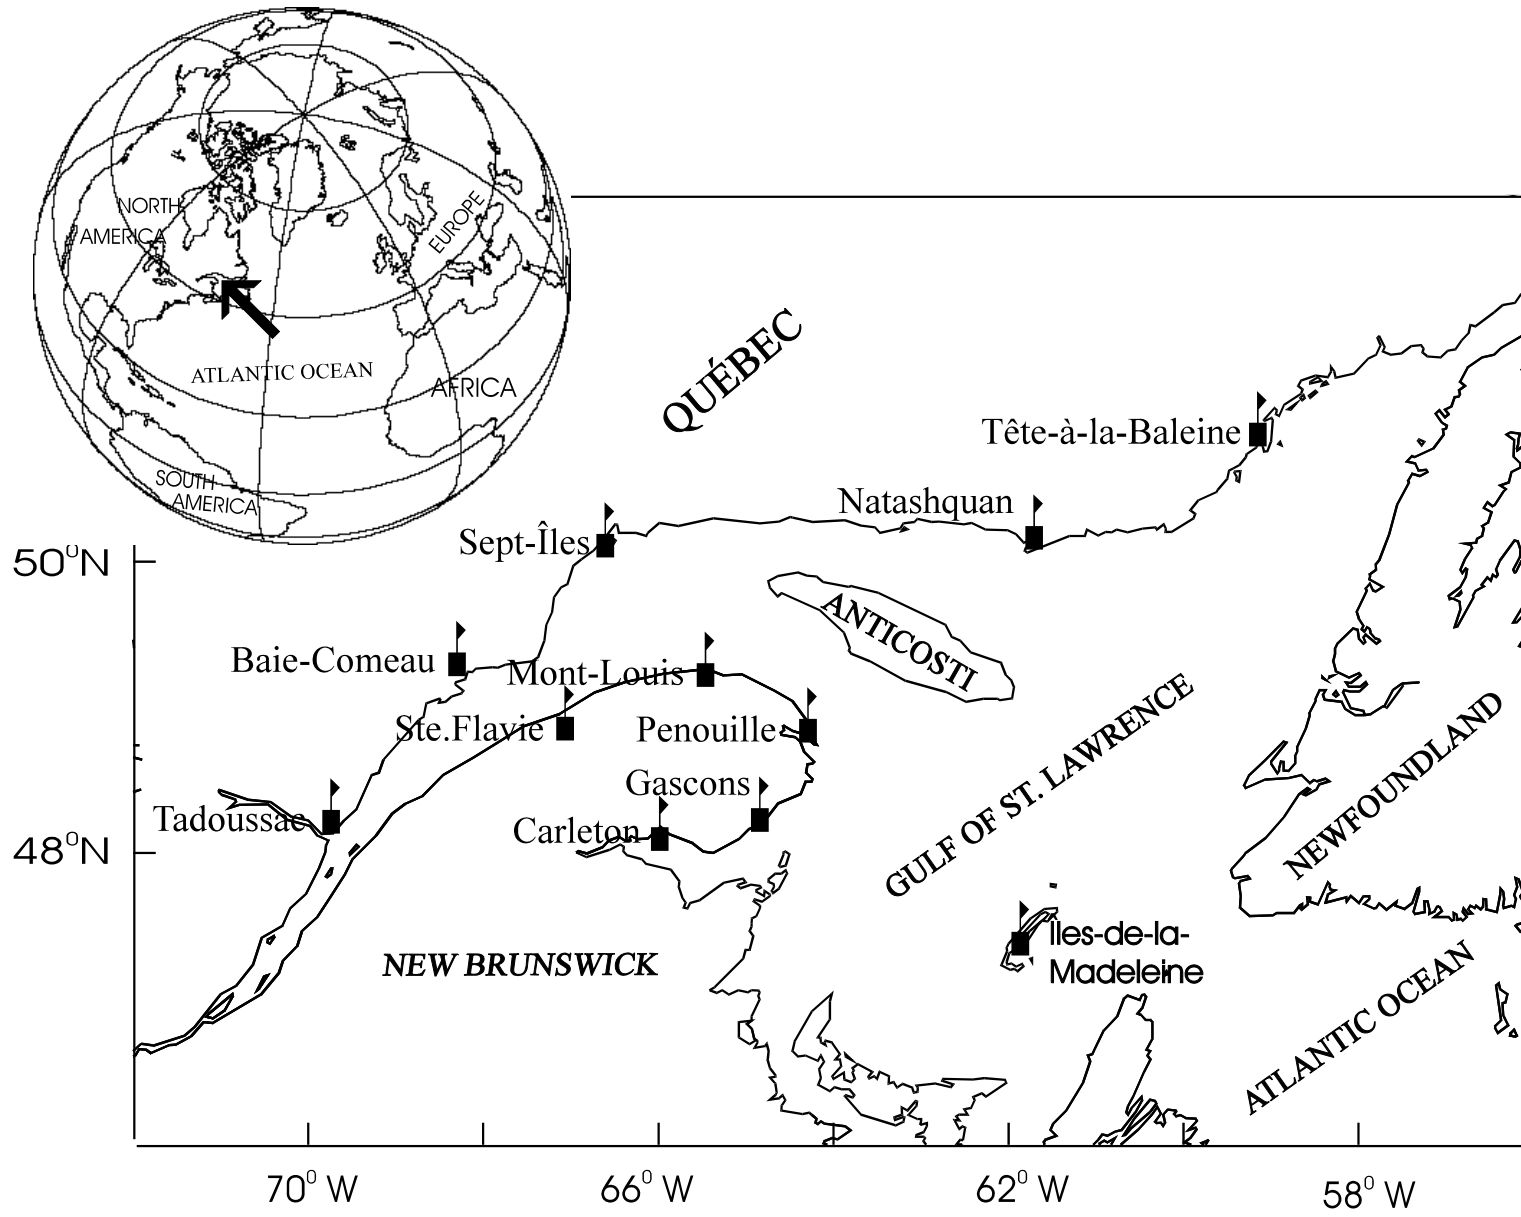 NORTH
AMERICA
EUROPE
ATLANTIC OCEAN
AFRICA
SOUTH
AMERICA
QUÉBEC
Tête-à-la-Baleine
Natashquan
Sept-Îles
50°N
ANTICOSTI
Baie-Comeau
Mont-Louis
Ste.Flavie
Penouille
GULF OF ST. LAWRENCE
NEWFOUNDLAND
Gascons
Tadoussac
Carleton
48°N
NEW BRUNSWICK
Îles-de-la-
Madeleine
ATLANTIC OCEAN
70° W
66° W
62° W
58° W